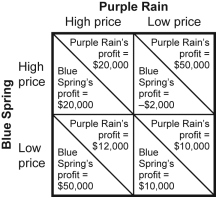 Purple Rain
High price Low price
Blue Spring
High price
Purple Rain's profit = $20,000
Blue Spring's profit = $20,000
Purple Rain's profit = $50,000
Blue Spring's profit = –$2,000
Low price
Purple Rain's profit = $12,000
Blue Spring's profit = $50,000
Purple Rain's profit = $10,000
Blue Spring's profit = $10,000